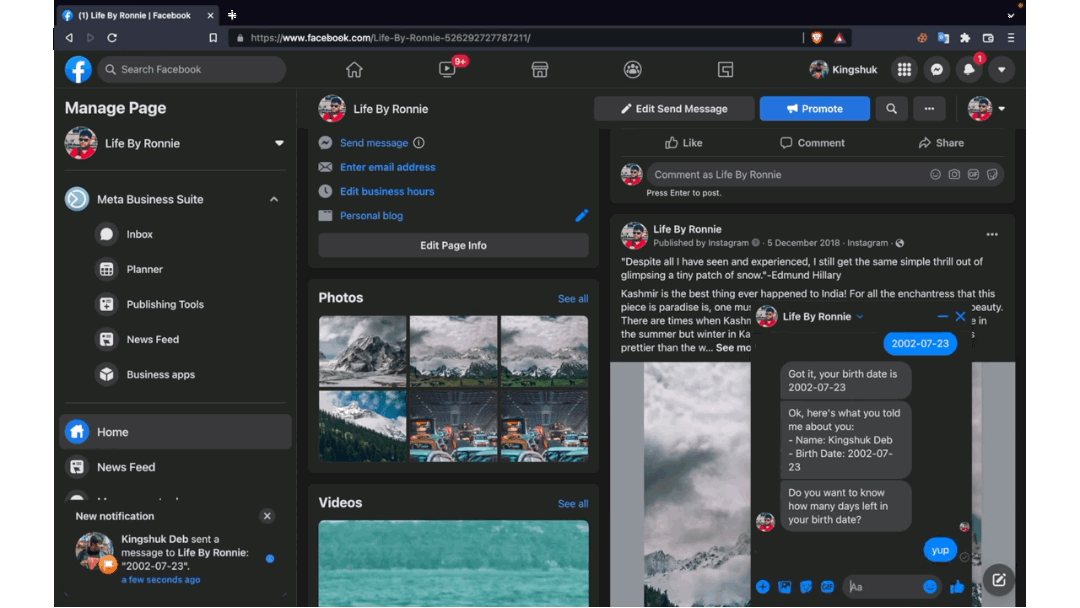 (1) Life By Ronnie | Facebook
https://www.facebook.com/Life-By-Ronnie-526292727787211/
Search Facebook
9+
Kingshuk
1
Manage Page
Life By Ronnie
Meta Business Suite
Inbox
Planner
Publishing Tools
News Feed
Business apps
Home
News Feed
New notification
Kingshuk Deb sent a
message to Life By Ronnie:
"2002-07-23".
a few seconds ago
Life By Ronnie
Edit Send Message
Promote
Send message
Enter email address
Edit business hours
Personal blog
Edit Page Info
Photos
See all
Videos
See all
Like
Comment
Share
Comment as Life By Ronnie
GIF
Press Enter to post.
Life By Ronnie
Published by Instagram · 5 December 2018 · Instagram ·
"Despite all I have seen and experienced, I still get the same simple thrill out of
glimpsing a tiny patch of snow."-Edmund Hillary
Kashmir is the best thing ever happened to India! For all the enchantress that this
piece is paradise is, one mus beauty.
There are times when Kashm e in
the summer but winter in Ka s
prettier than the w... See mo
Life By Ronnie
2002-07-23
Got it, your birth date is
2002-07-23
Ok, here's what you told
me about you:
- Name: Kingshuk Deb
- Birth Date: 2002-07-
23
Do you want to know
how many days left in
your birth date?
yup
GIF
Aa